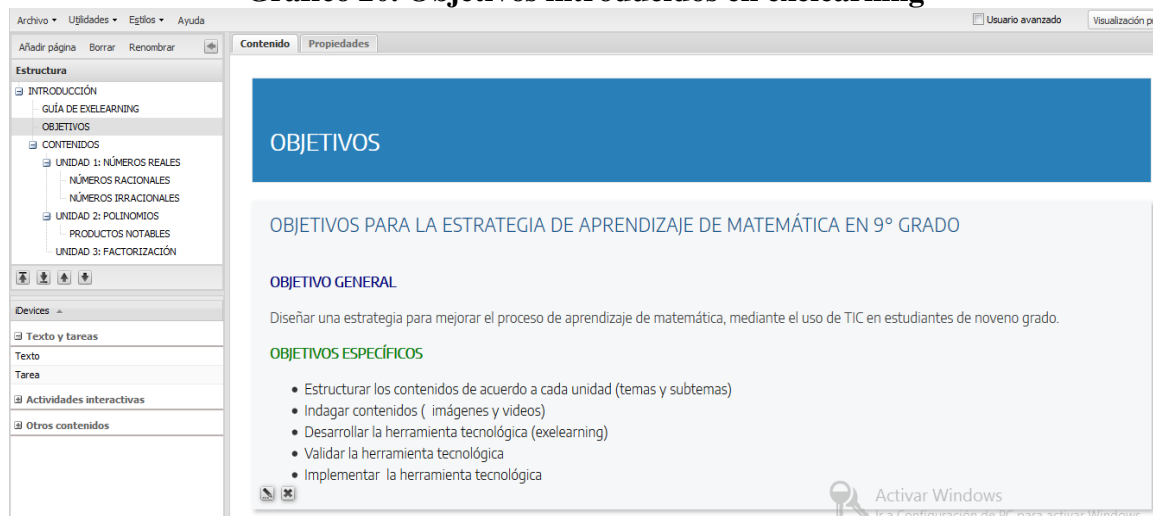 Archivo Utilidades Estilos Ayuda
Usuario avanzado
Añadir página Borrar Renombrar
Estructura
INTRODUCCIÓN
GUÍA DE EXELEARNING
OBJETIVOS
CONTENIDOS
UNIDAD 1: NÚMEROS REALES
NÚMEROS RACIONALES
NÚMEROS IRRACIONALES
UNIDAD 2: POLINOMIOS
PRODUCTOS NOTABLES
UNIDAD 3: FACTORIZACIÓN
iDevices
Texto y tareas
Texto
Tarea
Actividades interactivas
Otros contenidos
Contenido Propiedades
OBJETIVOS
OBJETIVOS PARA LA ESTRATEGIA DE APRENDIZAJE DE MATEMÁTICA EN 9° GRADO
OBJETIVO GENERAL
Diseñar una estrategia para mejorar el proceso de aprendizaje de matemática, mediante el uso de TIC en estudiantes de noveno grado.
OBJETIVOS ESPECÍFICOS
• Estructurar los contenidos de acuerdo a cada unidad (temas y subtemas)
• Indagar contenidos ( imágenes y videos)
• Desarrollar la herramienta tecnológica (exelearning)
• Validar la herramienta tecnológica
• Implementar la herramienta tecnológica
Activar Windows